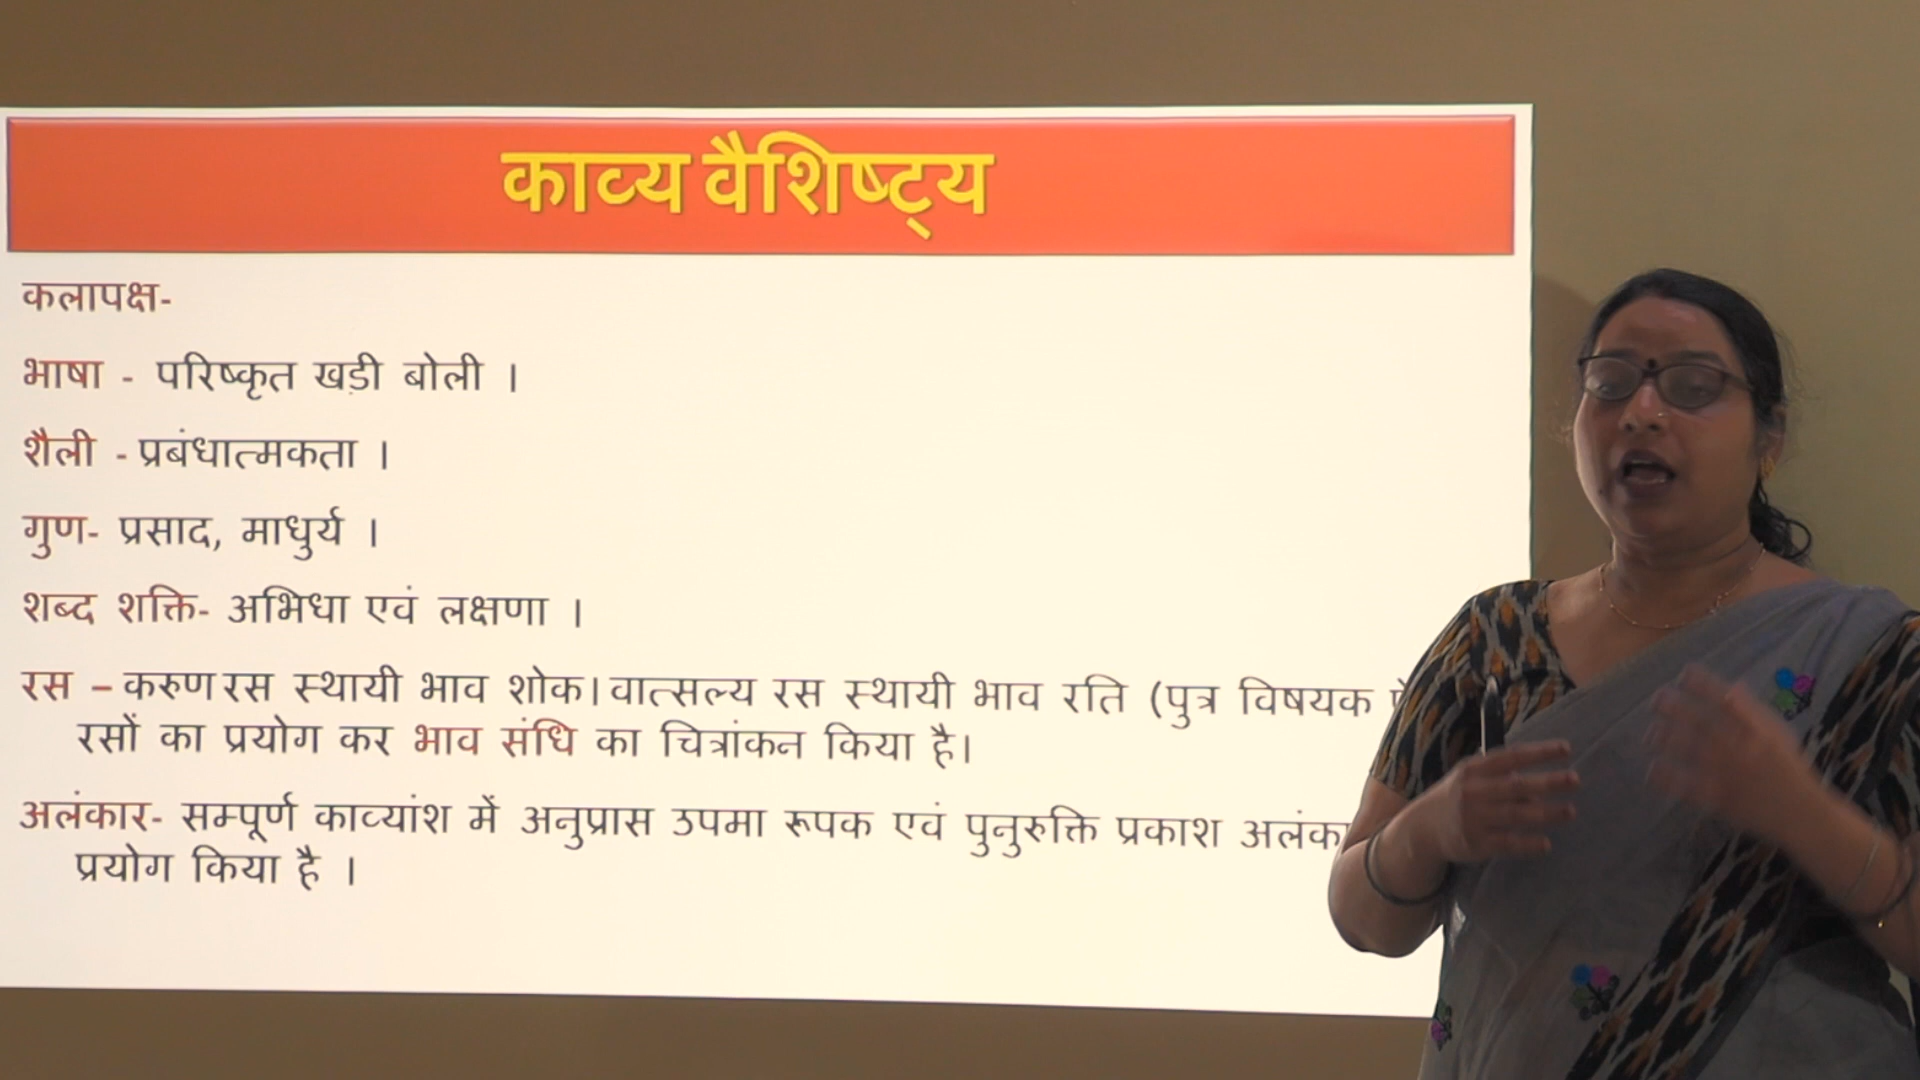 काव्य वैशिष्ट्य
कलापक्ष-
भाषा - परिष्कृत खड़ी बोली ।
शैली - प्रबंधात्मकता ।
गुण- प्रसाद, माधुर्य ।
शब्द शक्ति- अभिधा एवं लक्षणा ।
रस – करुण रस स्थायी भाव शोक। वात्सल्य रस स्थायी भाव रति (पुत्र विषयक
रसों का प्रयोग कर भाव संधि का चित्रांकन किया है।
अलंकार- सम्पूर्ण काव्यांश में अनुप्रास उपमा रूपक एवं पुनुरुक्ति प्रकाश
प्रयोग किया है ।